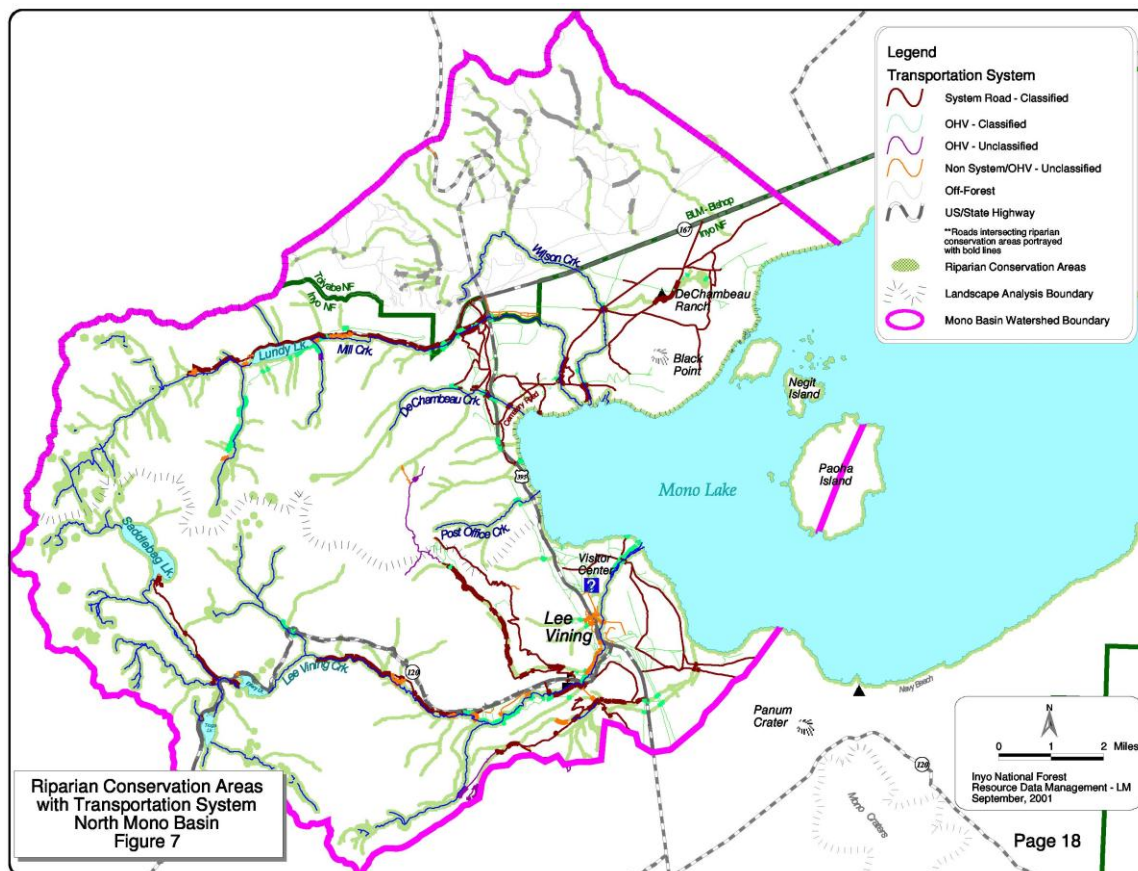 Legend
Transportation System
System Road - Classified
OHV - Classified
OHV - Unclassified
Non System/OHV - Unclassified
Off-Forest
US/State Highway
**Roads intersecting riparian
conservation areas portrayed
with bold lines
Riparian Conservation Areas
Landscape Analysis Boundary
Mono Basin Watershed Boundary
BLM - Bishop
Inyo NF
167
Wilson Crk.
Toiyabe NF
Inyo NF
DeChambeau
Ranch
Lundy Lk.
Mill Crk.
Black
Point
Negit
Island
DeChambeau Crk.
Cemetery Road
Paoha
Island
395
Mono Lake
Post Office Crk.
Saddlebag Lk.
Visitor
Center
?
Lee
Vining
120
Lee Vining Crk.
Navy Beach
Panum
Crater
N
0 1 2 Miles
120
Mono Craters
Inyo National Forest
Resource Data Management - LM
September, 2001
Riparian Conservation Areas
with Transportation System
North Mono Basin
Figure 7
Page 18